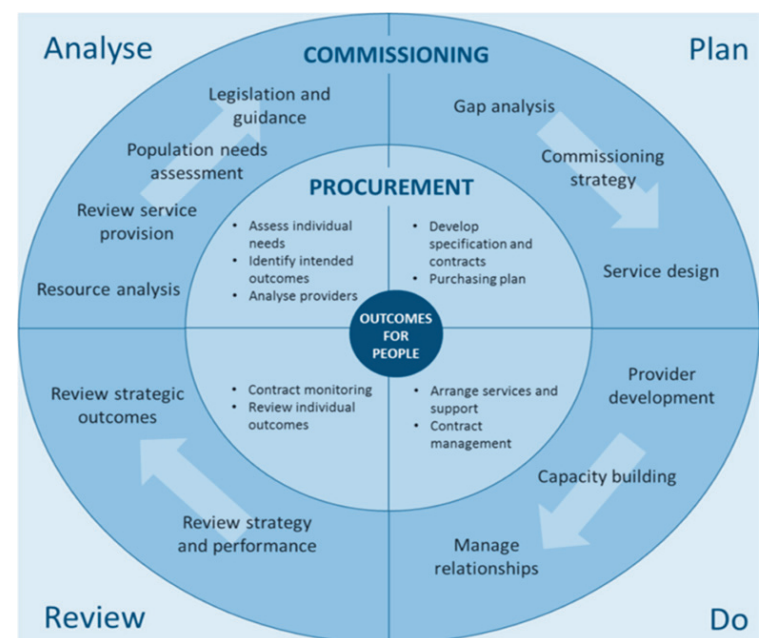 Analyse
Plan
COMMISSIONING
Legislation and
guidance
Population needs
assessment
Review service
provision
Resource analysis
Gap analysis
Commissioning
strategy
Service design
PROCUREMENT
• Assess individual
needs
• Identify intended
outcomes
• Analyse providers
• Develop
specification and
contracts
• Purchasing plan
OUTCOMES
FOR
PEOPLE
• Contract monitoring
• Review individual
outcomes
• Arrange services and
support
• Contract
management
Provider
development
Capacity building
Manage
relationships
Review strategic
outcomes
Review strategy
and performance
Review
Do